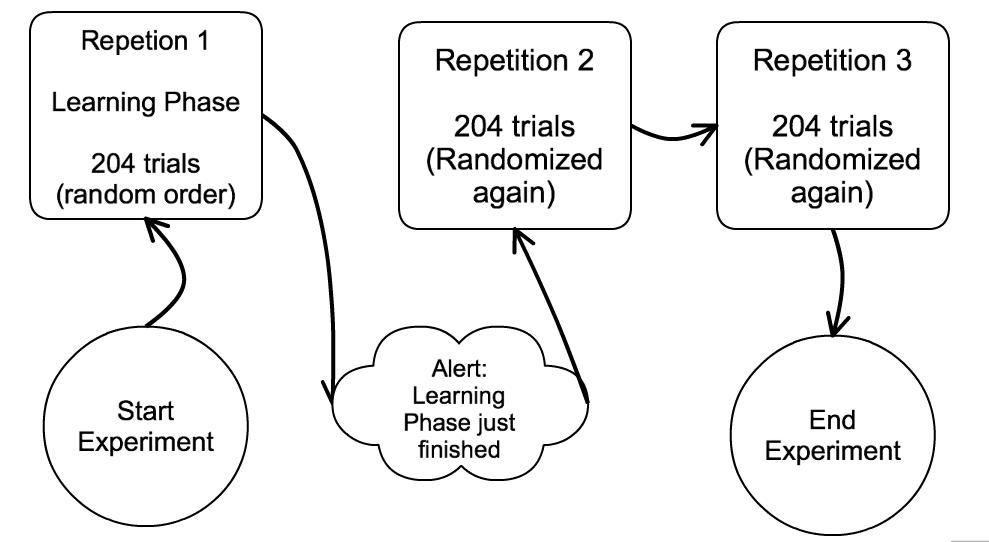 Repetion 1
Learning Phase
204 trials
(random order)
Repetition 2
204 trials
(Randomized
again)
Repetition 3
204 trials
(Randomized
again)
Start
Experiment
Alert:
Learning
Phase just
finished
End
Experiment